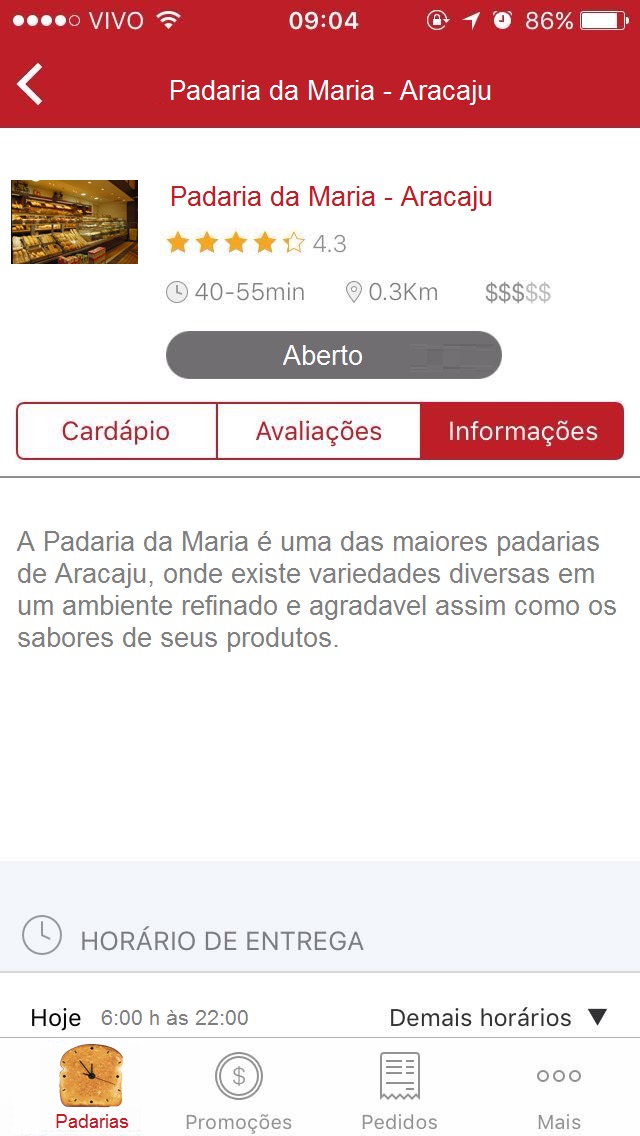 VIVO 09:04 86%
Padaria da Maria - Aracaju
Padaria da Maria - Aracaju
4.3
40-55min 0.3Km $$$$$
Aberto
Cardápio Avaliações Informações
A Padaria da Maria é uma das maiores padarias
de Aracaju, onde existe variedades diversas em
um ambiente refinado e agradavel assim como os
sabores de seus produtos.
HORÁRIO DE ENTREGA
Hoje 6:00 h às 22:00 Demais horários ▼
$
Padarias Promoções Pedidos Mais